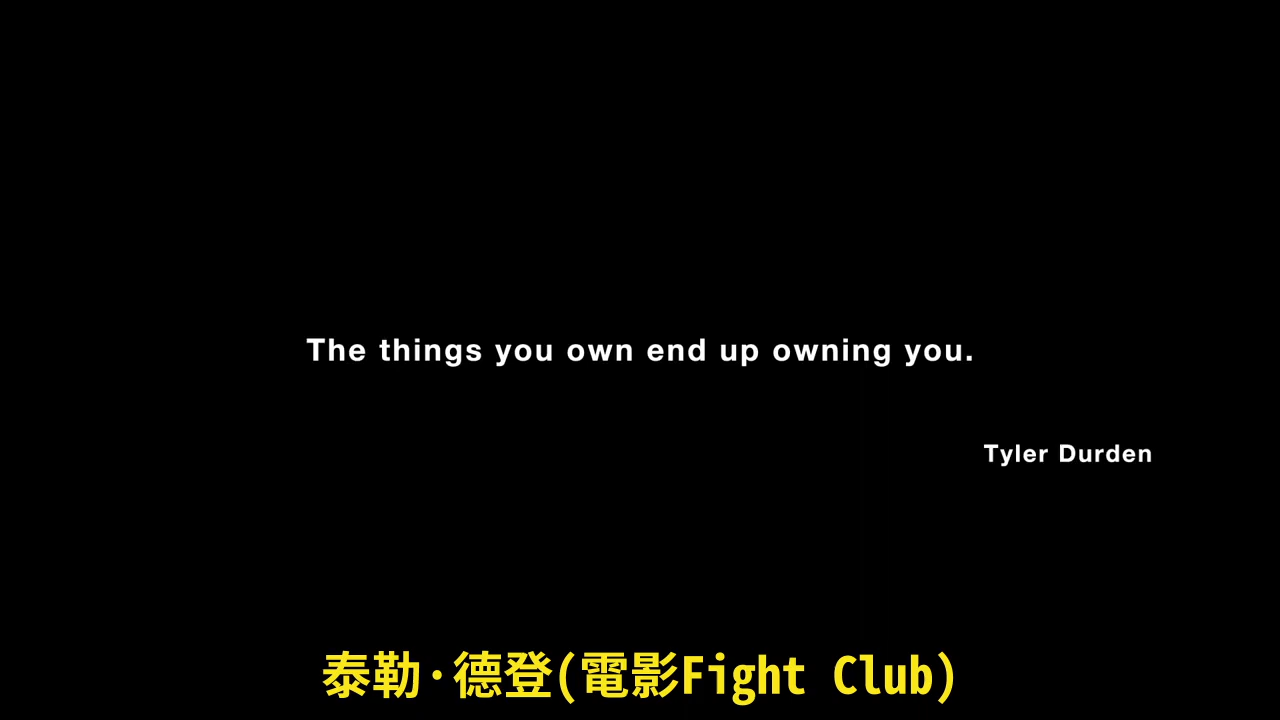 The things you own end up owning you.
Tyler Durden
泰勒·德登(電影Fight Club)